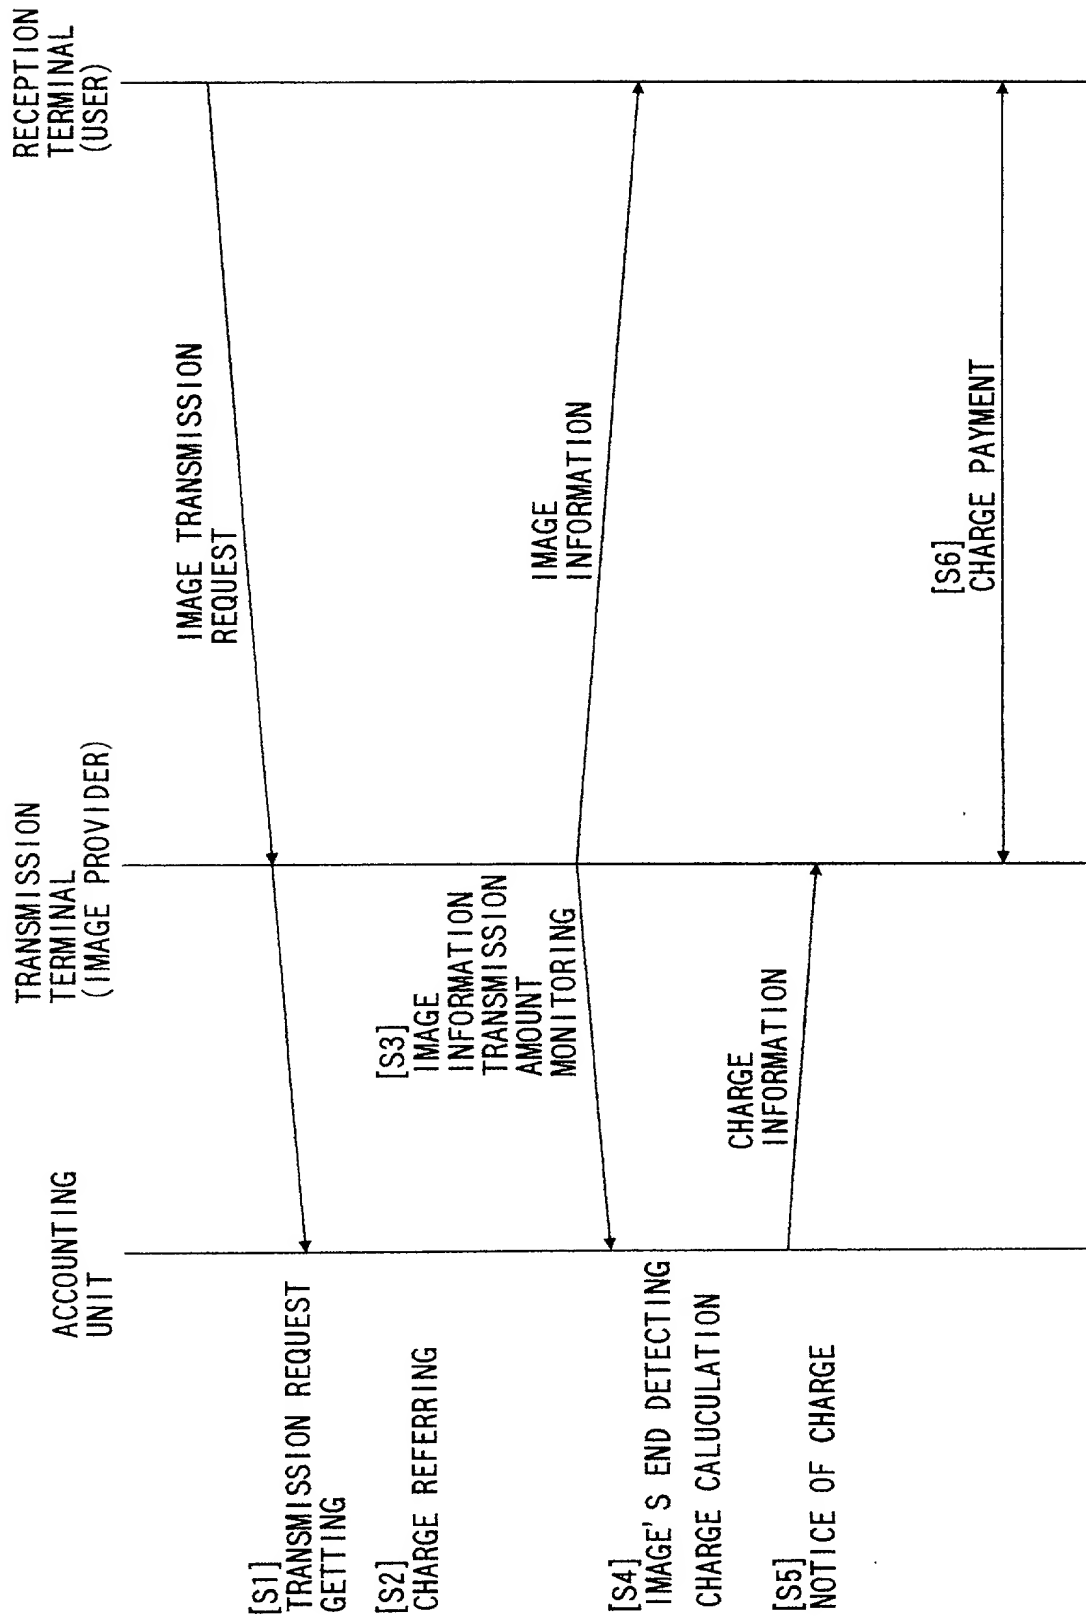 ACCOUNTING
UNIT
TRANSMISSION
TERMINAL
(IMAGE PROVIDER)
RECEPTION
TERMINAL
(USER)
[S1]
TRANSMISSION REQUEST
GETTING
IMAGE TRANSMISSION
REQUEST
[S2]
CHARGE REFERRING
[S3]
IMAGE
INFORMATION
TRANSMISSION
AMOUNT
MONITORING
IMAGE
INFORMATION
[S4]
IMAGE'S END DETECTING
CHARGE CALUCULATION
CHARGE
INFORMATION
[S5]
NOTICE OF CHARGE
[S6]
CHARGE PAYMENT